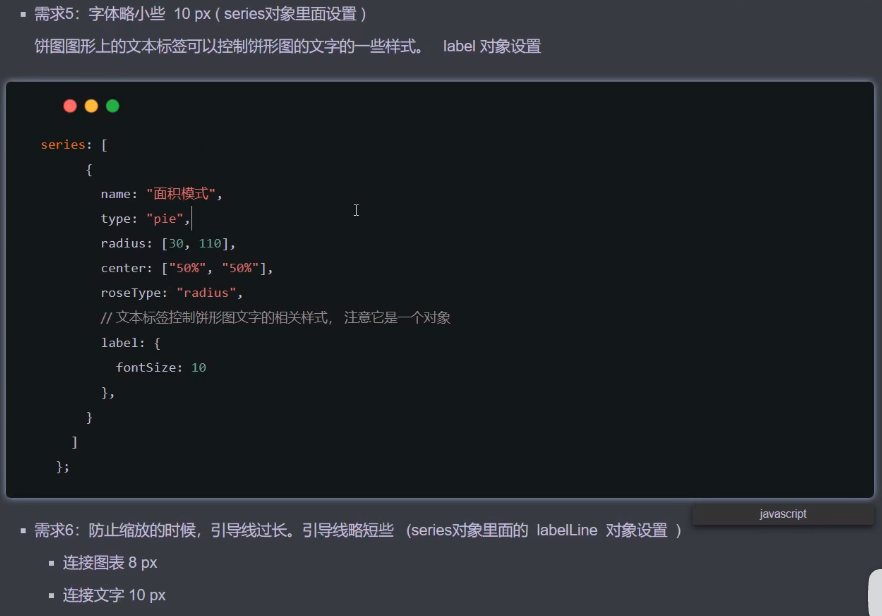 需求5：字体略小些 10 px ( series对象里面设置 )
饼图图形上的文本标签可以控制饼形图的文字的一些样式。 label 对象设置
series: [
{
name: "面积模式",
type: "pie",
radius: [30, 110],
center: ["50%", "50%"],
roseType: "radius",
// 文本标签控制饼形图文字的相关样式， 注意它是一个对象
label: {
fontSize: 10
},
}
]
};
javascript
需求6：防止缩放的时候，引导线过长。引导线略短些 (series对象里面的 labelLine 对象设置 )
连接图表 8 px
连接文字 10 px